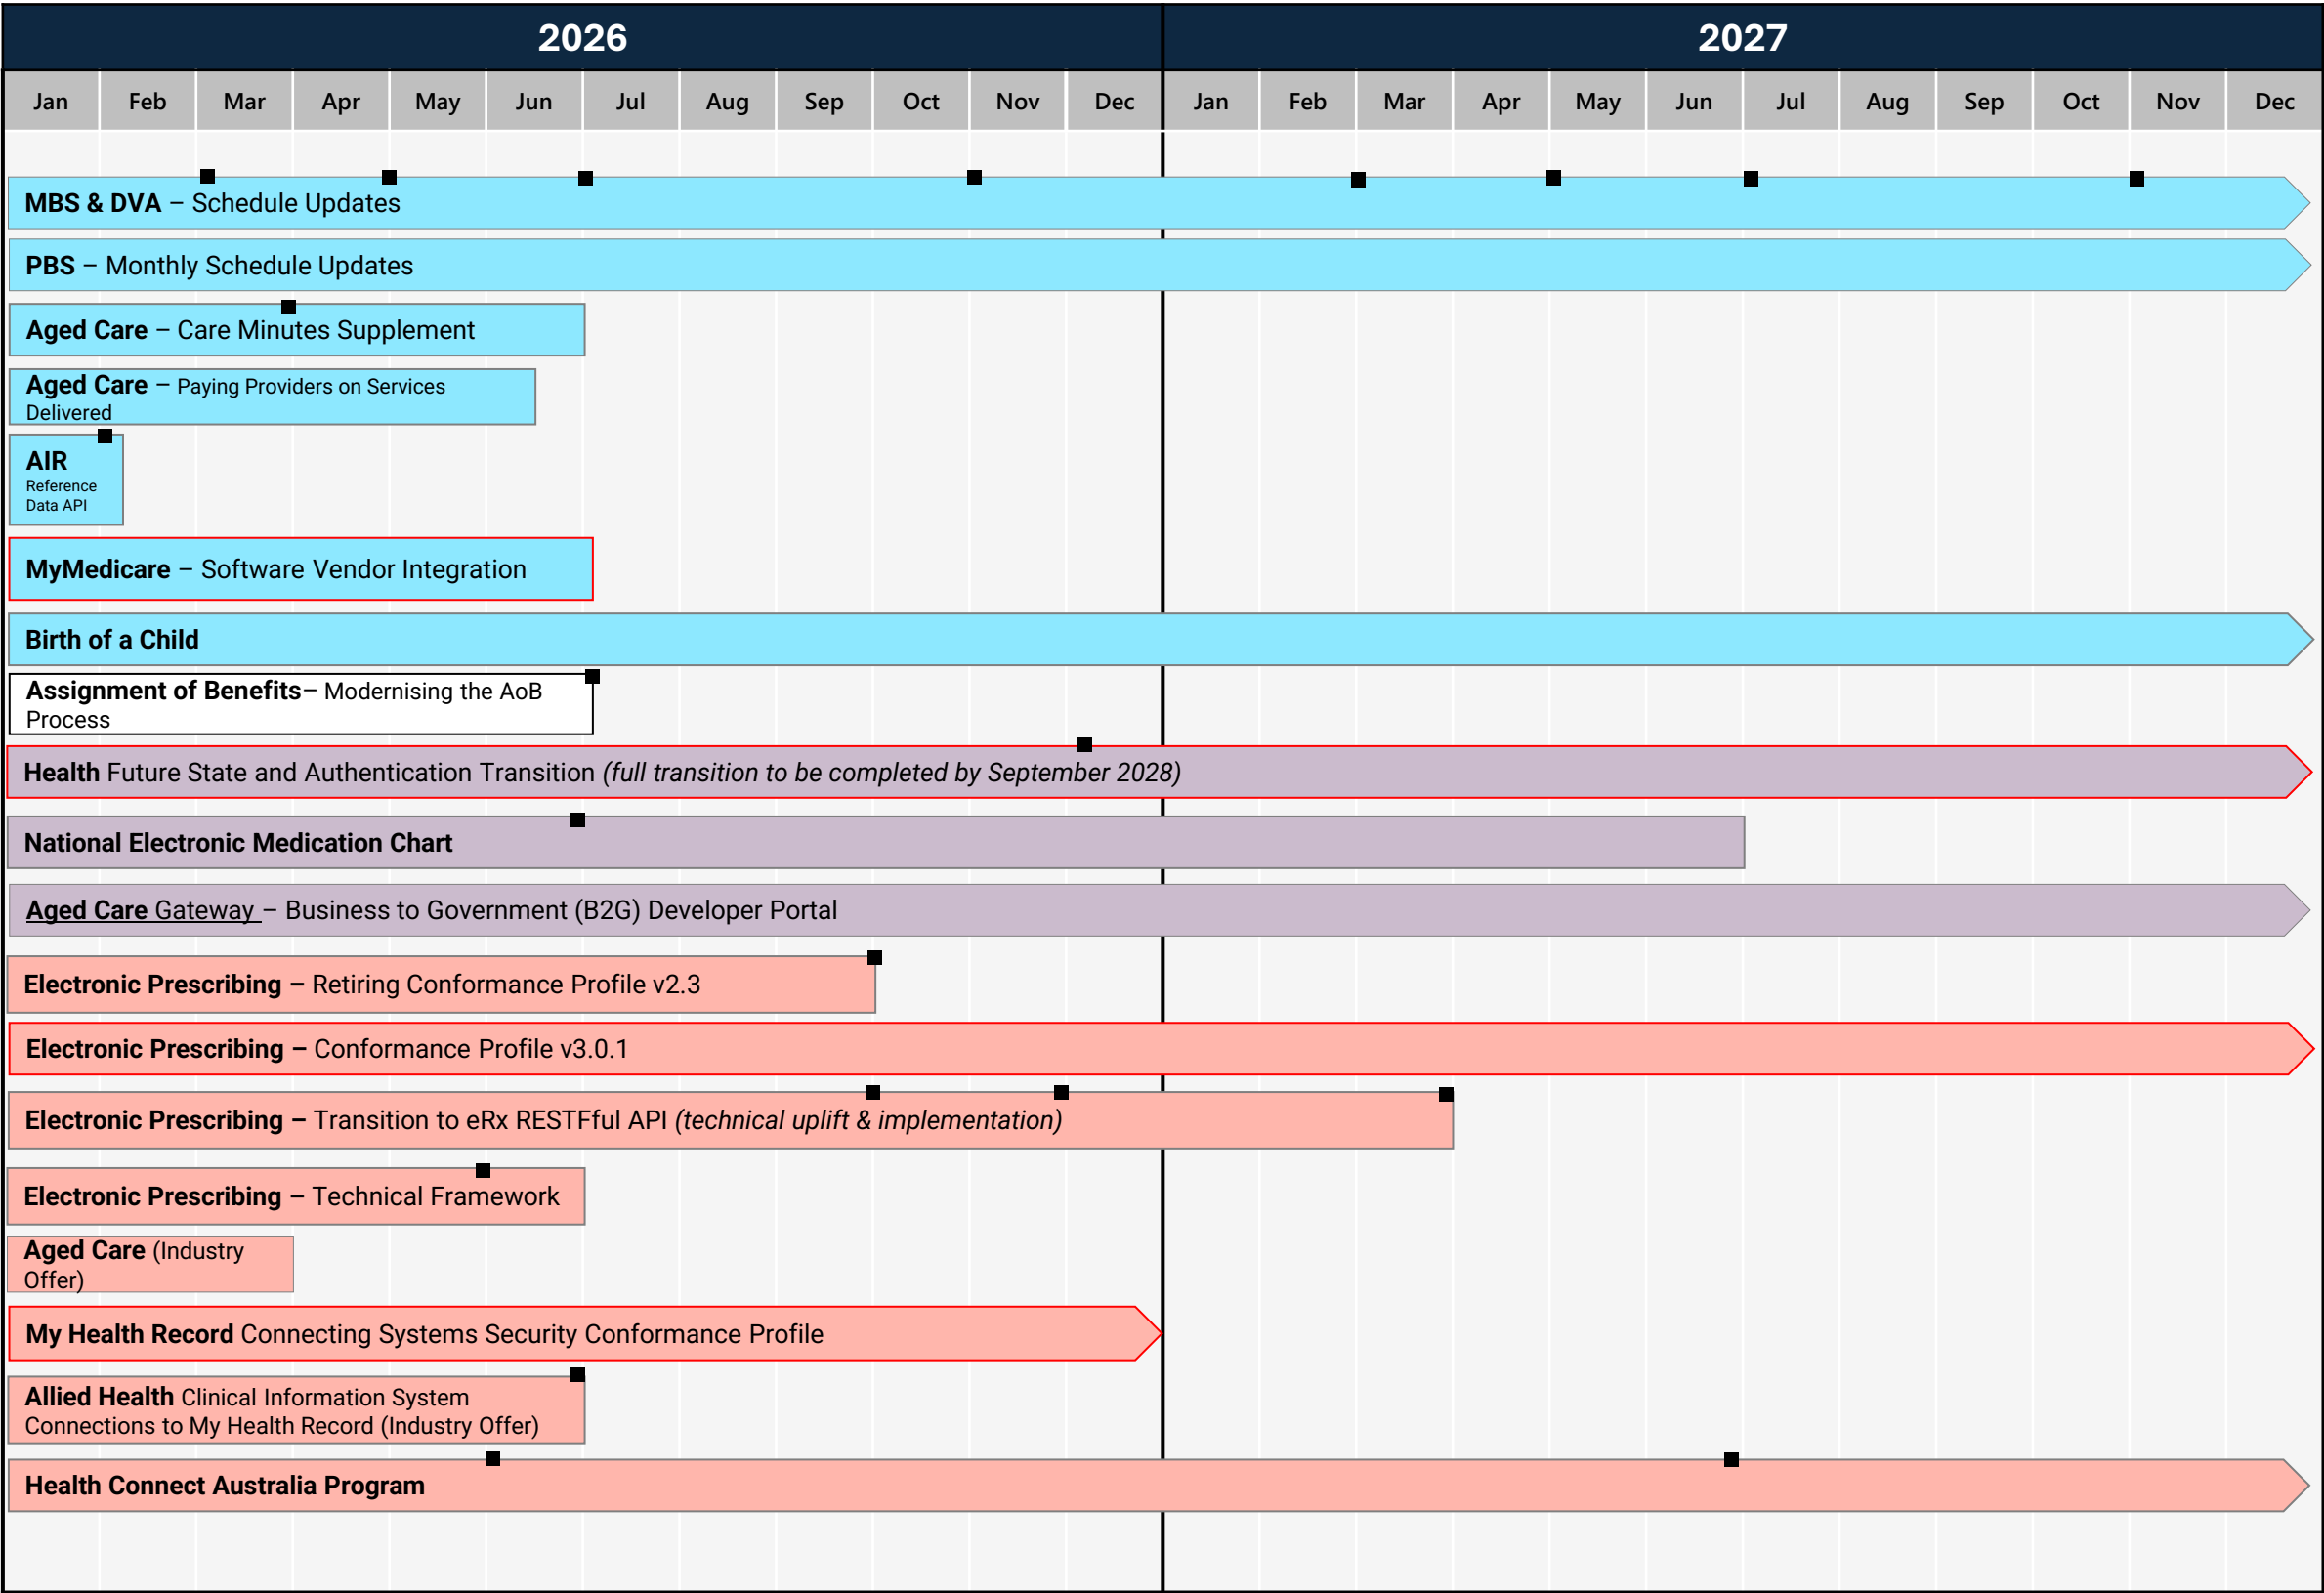 2026 2027
Jan Feb Mar Apr May Jun Jul Aug Sep Oct Nov Dec Jan Feb Mar Apr May Jun Jul Aug Sep Oct Nov Dec
MBS & DVA – Schedule Updates
PBS – Monthly Schedule Updates
Aged Care – Care Minutes Supplement
Aged Care – Paying Providers on Services
Delivered
AIR
Reference
Data API
MyMedicare – Software Vendor Integration
Birth of a Child
Assignment of Benefits– Modernising the AoB
Process
Health Future State and Authentication Transition (full transition to be completed by September 2028)
National Electronic Medication Chart
Aged Care Gateway – Business to Government (B2G) Developer Portal
Electronic Prescribing – Retiring Conformance Profile v2.3
Electronic Prescribing – Conformance Profile v3.0.1
Electronic Prescribing – Transition to eRx RESTFful API (technical uplift & implementation)
Electronic Prescribing – Technical Framework
Aged Care (Industry
Offer)
My Health Record Connecting Systems Security Conformance Profile
Allied Health Clinical Information System
Connections to My Health Record (Industry Offer)
Health Connect Australia Program